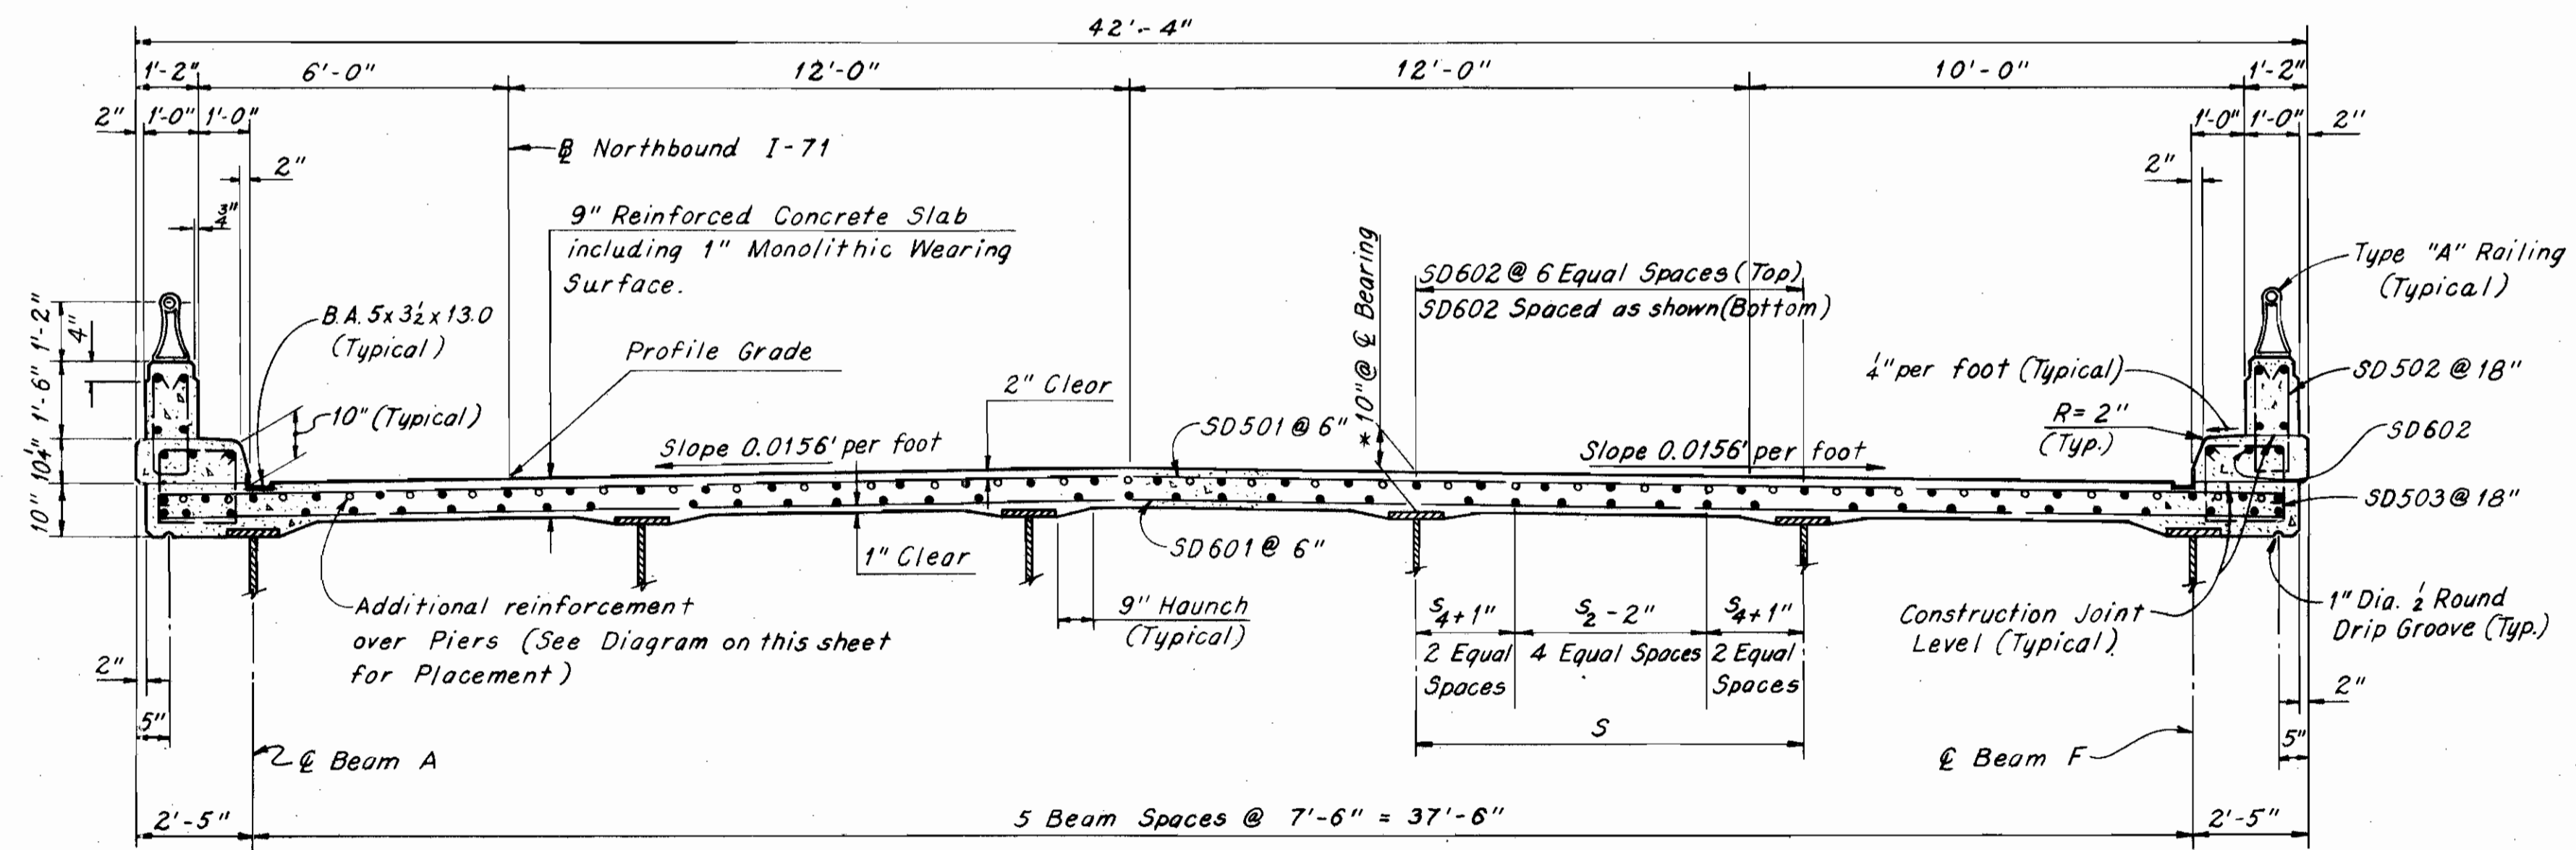 42'-4"
1'-2" 6'-0" 12'-0" 12'-0" 10'-0" 1'-2"
2" 1'-0" 1'-0" 1'-0" 1'-0" 2"
℄ Northbound I-71
2" 2"
3/4"
9" Reinforced Concrete Slab
including 1" Monolithic Wearing
Surface.
Type "A" Railing
(Typical)
SD602 @ 6 Equal Spaces (Top)
SD602 Spaced as shown (Bottom)
* 10" @ ℄ Bearing
B.A. 5x3½x13.0
(Typical)
Profile Grade
1'-2"
4"
1'-6"
10¼"
10"
10" (Typical)
2" Clear
SD501 @ 6"
¼" per foot (Typical)
R = 2"
(Typ.)
SD502 @ 18"
SD602
Slope 0.0156' per foot
Slope 0.0156' per foot
SD503 @ 18"
SD601 @ 6"
1" Clear
Additional reinforcement
over Piers (See Diagram on this sheet
for Placement)
9" Haunch
(Typical)
S/4+1" S/2-2" S/4+1"
2 Equal 4 Equal Spaces 2 Equal
Spaces Spaces
Construction Joint
Level (Typical)
1" Dia. ½ Round
Drip Groove (Typ.)
2" 2"
5" S 5"
℄ Beam A ℄ Beam F
2'-5" 5 Beam Spaces @ 7'-6" = 37'-6" 2'-5"